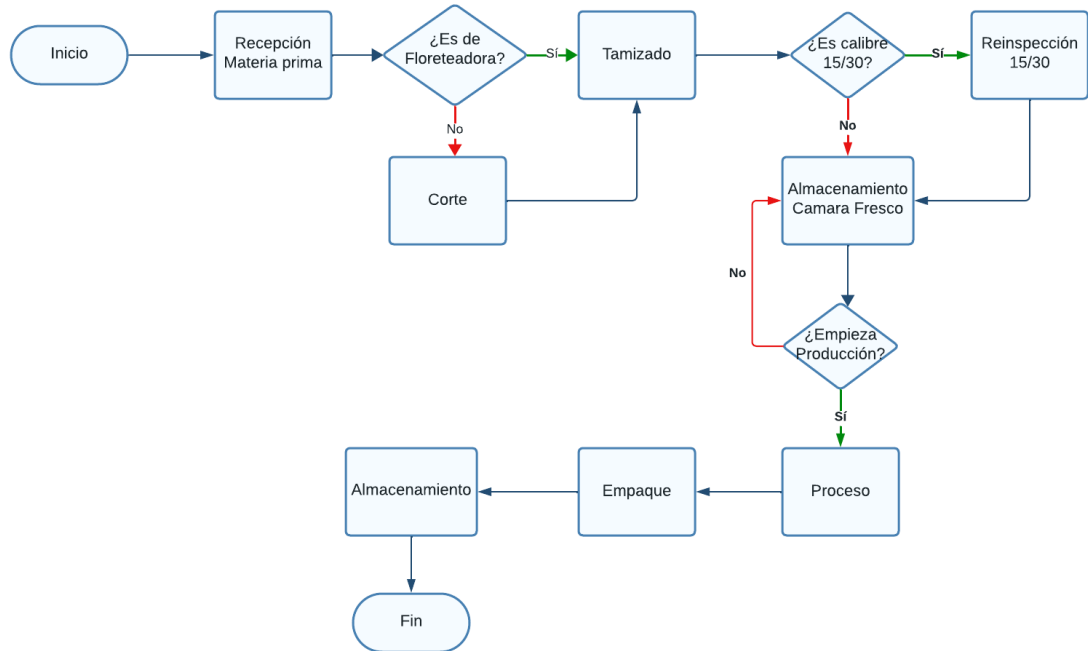 Inicio
Recepción
Materia prima
¿Es de
Floreteadora?
Sí
No
Corte
Tamizado
¿Es calibre
15/30?
Sí
Reinspección
15/30
No
Almacenamiento
Camara Fresco
No
¿Empieza
Producción?
Sí
Proceso
Empaque
Almacenamiento
Fin